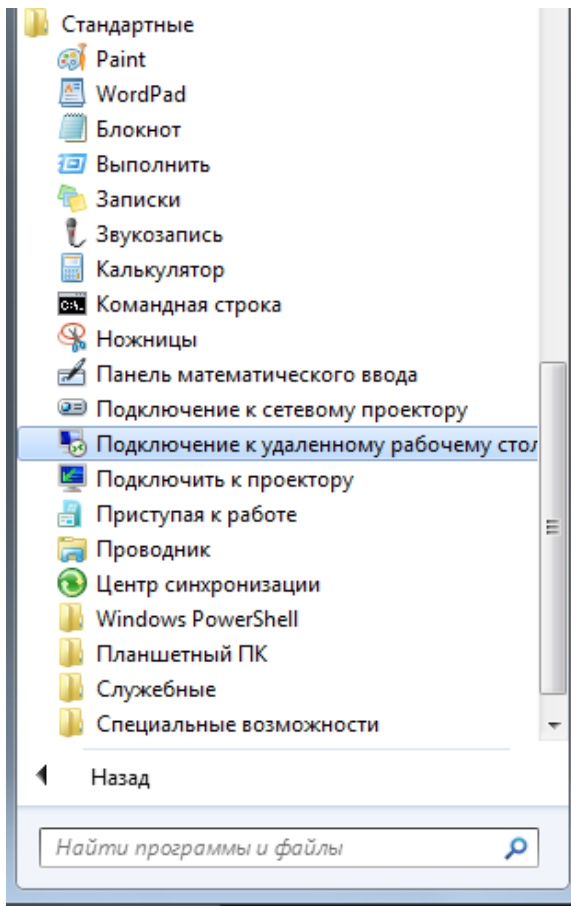 Стандартные
Paint
WordPad
Блокнот
Выполнить
Записки
Звукозапись
Калькулятор
C:\.
Командная строка
Ножницы
Панель математического ввода
Подключение к сетевому проектору
Подключение к удаленному рабочему стол
Подключить к проектору
Приступая к работе
Проводник
Центр синхронизации
Windows PowerShell
Планшетный ПК
Служебные
Специальные возможности
Назад
Найти программы и файлы